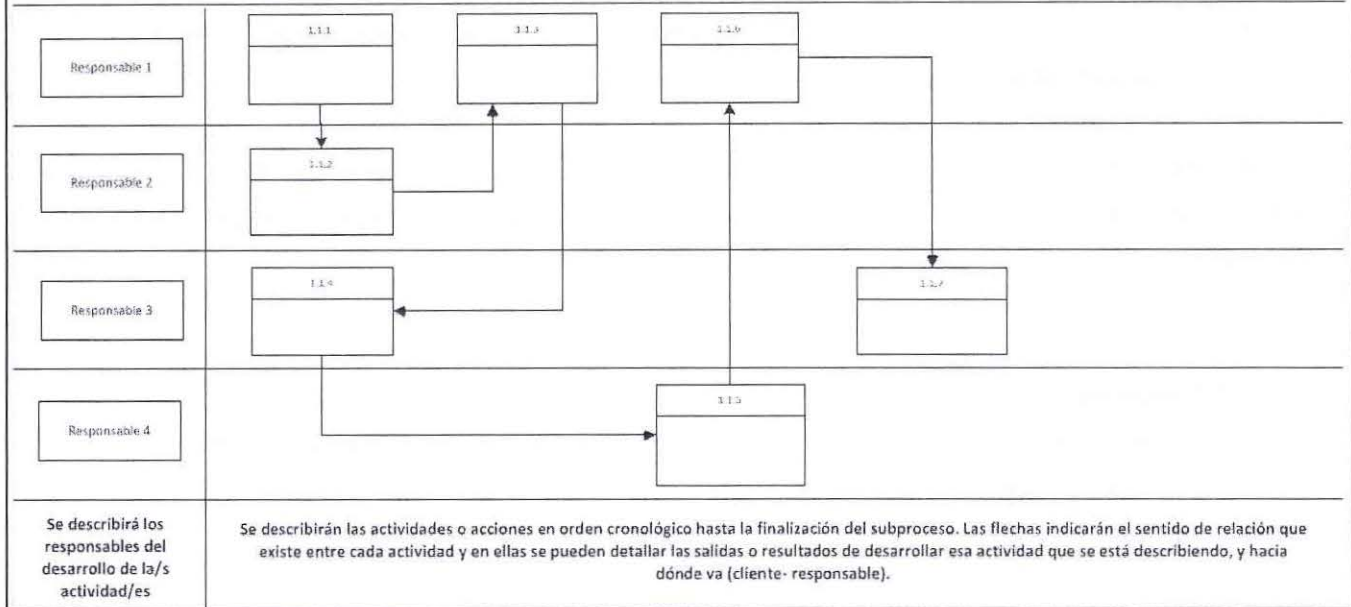 Responsable 1
1.1.1
1.1.3
1.1.6
Responsable 2
1.1.2
Responsable 3
1.1.4
1.1.7
Responsable 4
1.1.5
Se describirá los
responsables del
desarrollo de la/s
actividad/es
Se describirán las actividades o acciones en orden cronológico hasta la finalización del subproceso. Las flechas indicarán el sentido de relación que
existe entre cada actividad y en ellas se pueden detallar las salidas o resultados de desarrollar esa actividad que se está describiendo, y hacia
dónde va (cliente- responsable).